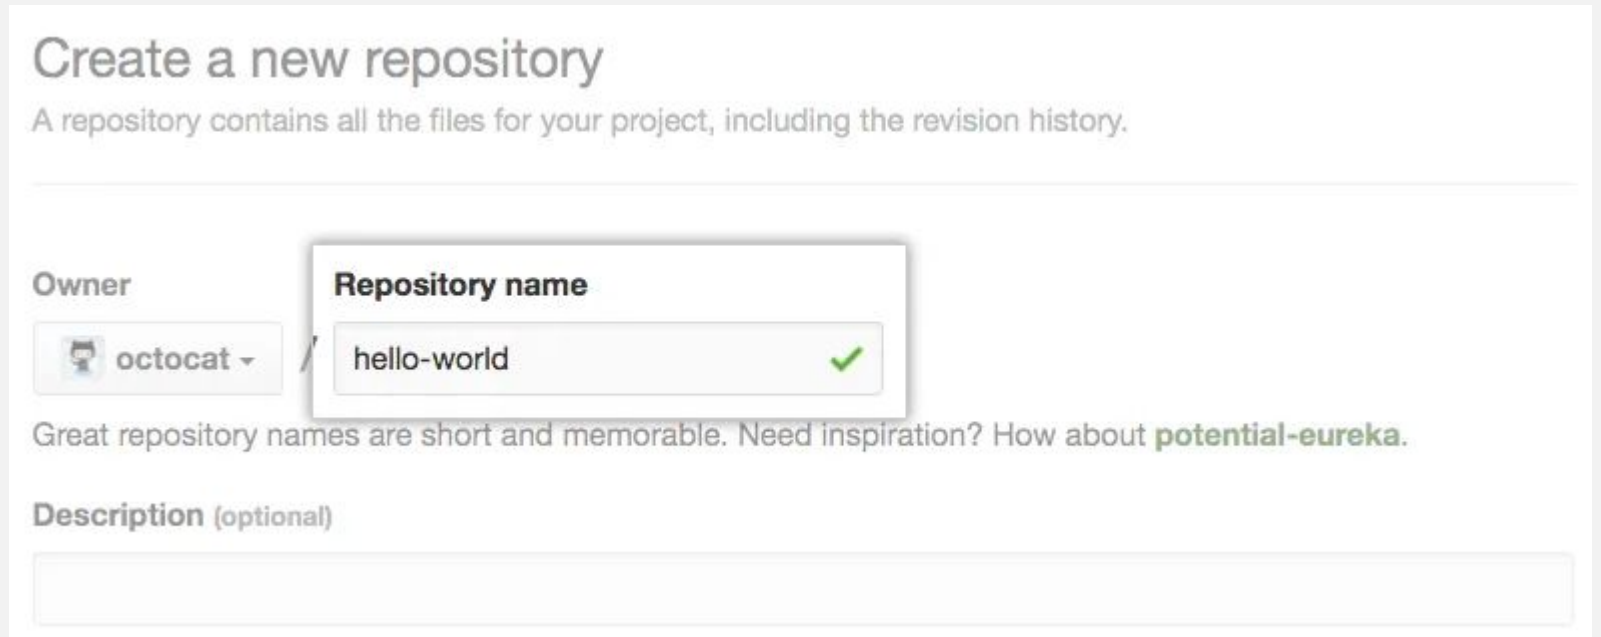 Create a new repository
A repository contains all the files for your project, including the revision history.
Owner
Repository name
octocat
/
hello-world
Great repository names are short and memorable. Need inspiration? How about potential-eureka.
Description (optional)